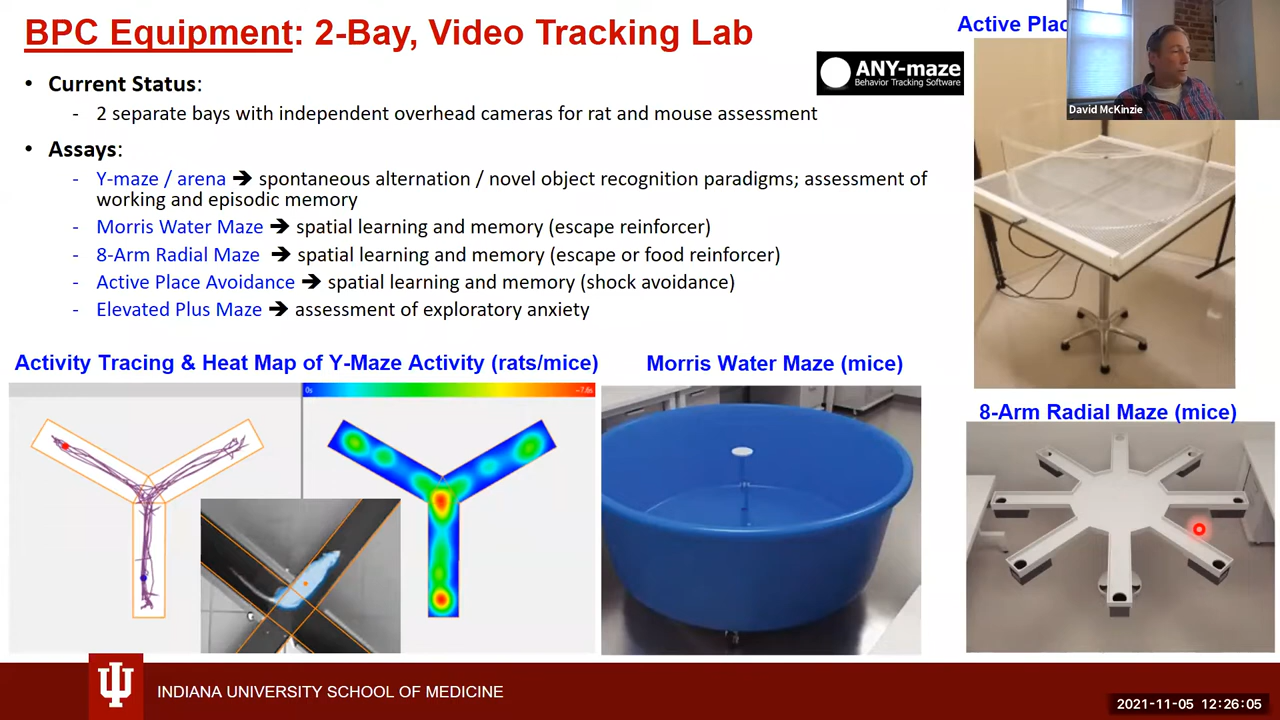 BPC Equipment: 2-Bay, Video Tracking Lab
Active Plac
David McKinzie
ANY-maze
Behavior Tracking Software
• Current Status:
- 2 separate bays with independent overhead cameras for rat and mouse assessment
• Assays:
- Y-maze / arena ➔ spontaneous alternation / novel object recognition paradigms; assessment of
working and episodic memory
- Morris Water Maze ➔ spatial learning and memory (escape reinforcer)
- 8-Arm Radial Maze ➔ spatial learning and memory (escape or food reinforcer)
- Active Place Avoidance ➔ spatial learning and memory (shock avoidance)
- Elevated Plus Maze ➔ assessment of exploratory anxiety
Activity Tracing & Heat Map of Y-Maze Activity (rats/mice)
Morris Water Maze (mice)
8-Arm Radial Maze (mice)
0s
~7.6s
INDIANA UNIVERSITY SCHOOL OF MEDICINE
2021-11-05 12:26:05